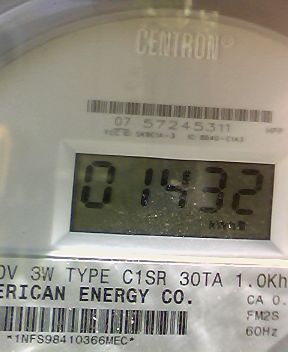 CENTRON®
07 57245311
01432
0V 3W TYPE C1SR 30TA 1.0Kh
ERICAN ENERGY CO.
CA 0.
FM2S
60Hz
*1NFS98410366MEC*